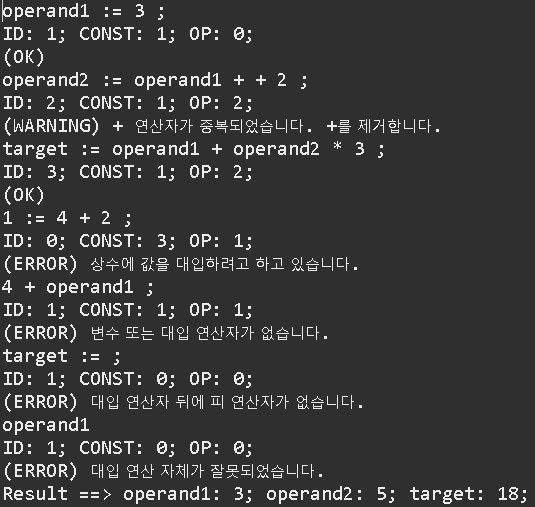 operand1 := 3 ;
ID: 1; CONST: 1; OP: 0;
(OK)
operand2 := operand1 + + 2 ;
ID: 2; CONST: 1; OP: 2;
(WARNING) + 연산자가 중복되었습니다. +를 제거합니다.
target := operand1 + operand2 * 3 ;
ID: 3; CONST: 1; OP: 2;
(OK)
1 := 4 + 2 ;
ID: 0; CONST: 3; OP: 1;
(ERROR) 상수에 값을 대입하려고 하고 있습니다.
4 + operand1 ;
ID: 1; CONST: 1; OP: 1;
(ERROR) 변수 또는 대입 연산자가 없습니다.
target := ;
ID: 1; CONST: 0; OP: 0;
(ERROR) 대입 연산자 뒤에 피 연산자가 없습니다.
operand1
ID: 1; CONST: 0; OP: 0;
(ERROR) 대입 연산 자체가 잘못되었습니다.
Result ==> operand1: 3; operand2: 5; target: 18;